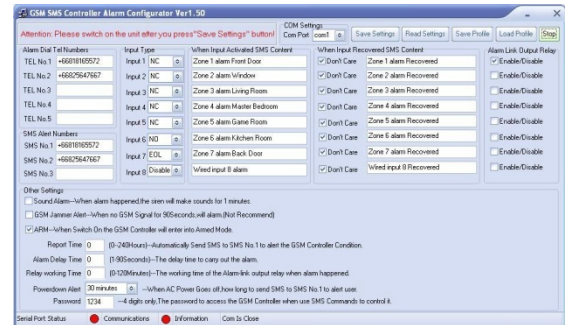 GSM SMS Controller Alarm Configurator Ver1.50
Attention: Please switch on the unit after you press"Save Settings" button!
COM Settings
Com Port com1 Save Settings Read Settings Save Profile Load Profile Stop
Alarm Dial Tel Numbers Input Type When Input Activated SMS Content When Input Recovered SMS Content Alarm Link Output Relay
TEL No.1 +66818165572 Input 1 NC Zone 1 alarm Front Door Don't Care Zone 1 alarm Recovered Enable/Disable
TEL No.2 +66825647667 Input 2 NC Zone 2 alarm Window Don't Care Zone 2 alarm Recovered Enable/Disable
TEL No.3 Input 3 NC Zone 3 alarm Living Room Don't Care Zone 3 alarm Recovered Enable/Disable
TEL No.4 Input 4 NC Zone 4 alarm Master Bedroom Don't Care Zone 4 alarm Recovered Enable/Disable
TEL No.5 Input 5 NC Zone 5 alarm Game Room Don't Care Zone 5 alarm Recovered Enable/Disable
SMS Alert Numbers
SMS No.1 +66818165572 Input 6 NO Zone 6 alarm Kitchen Room Don't Care Zone 6 alarm Recovered Enable/Disable
SMS No.2 +66825647667 Input 7 EOL Zone 7 alarm Back Door Don't Care Zone 7 alarm Recovered Enable/Disable
SMS No.3 Input 8 Disable Wired input 8 alarm Don't Care Wired input 8 Recovered Enable/Disable
Other Settings
Sound Alarm---When alarm happened,the siren will make sounds for 1 minutes.
GSM Jammer Alert---When no GSM Signal for 90Seconds,will alarm.(Not Recommend)
ARM---When Switch On the GSM Controller will enter into Armed Mode.
Report Time 0 (0--240Hours)--Automatically Send SMS to SMS No.1 to alert the GSM Controller Condition.
Alarm Delay Time 0 (1-90Seconds)--The delay time to carry out the alarm.
Relay working Time 0 (0-120Minutes)--The working time of the Alarm-link output relay when alarm happened.
Powerdown Alert 30 minutes --When AC Power Goes off,how long to send SMS to SMS No.1 to alert user.
Password 1234 --4 digits only,The password to access the GSM Controller when use SMS Commands to control it.
Serial Port Status Communications Information Com Is Close